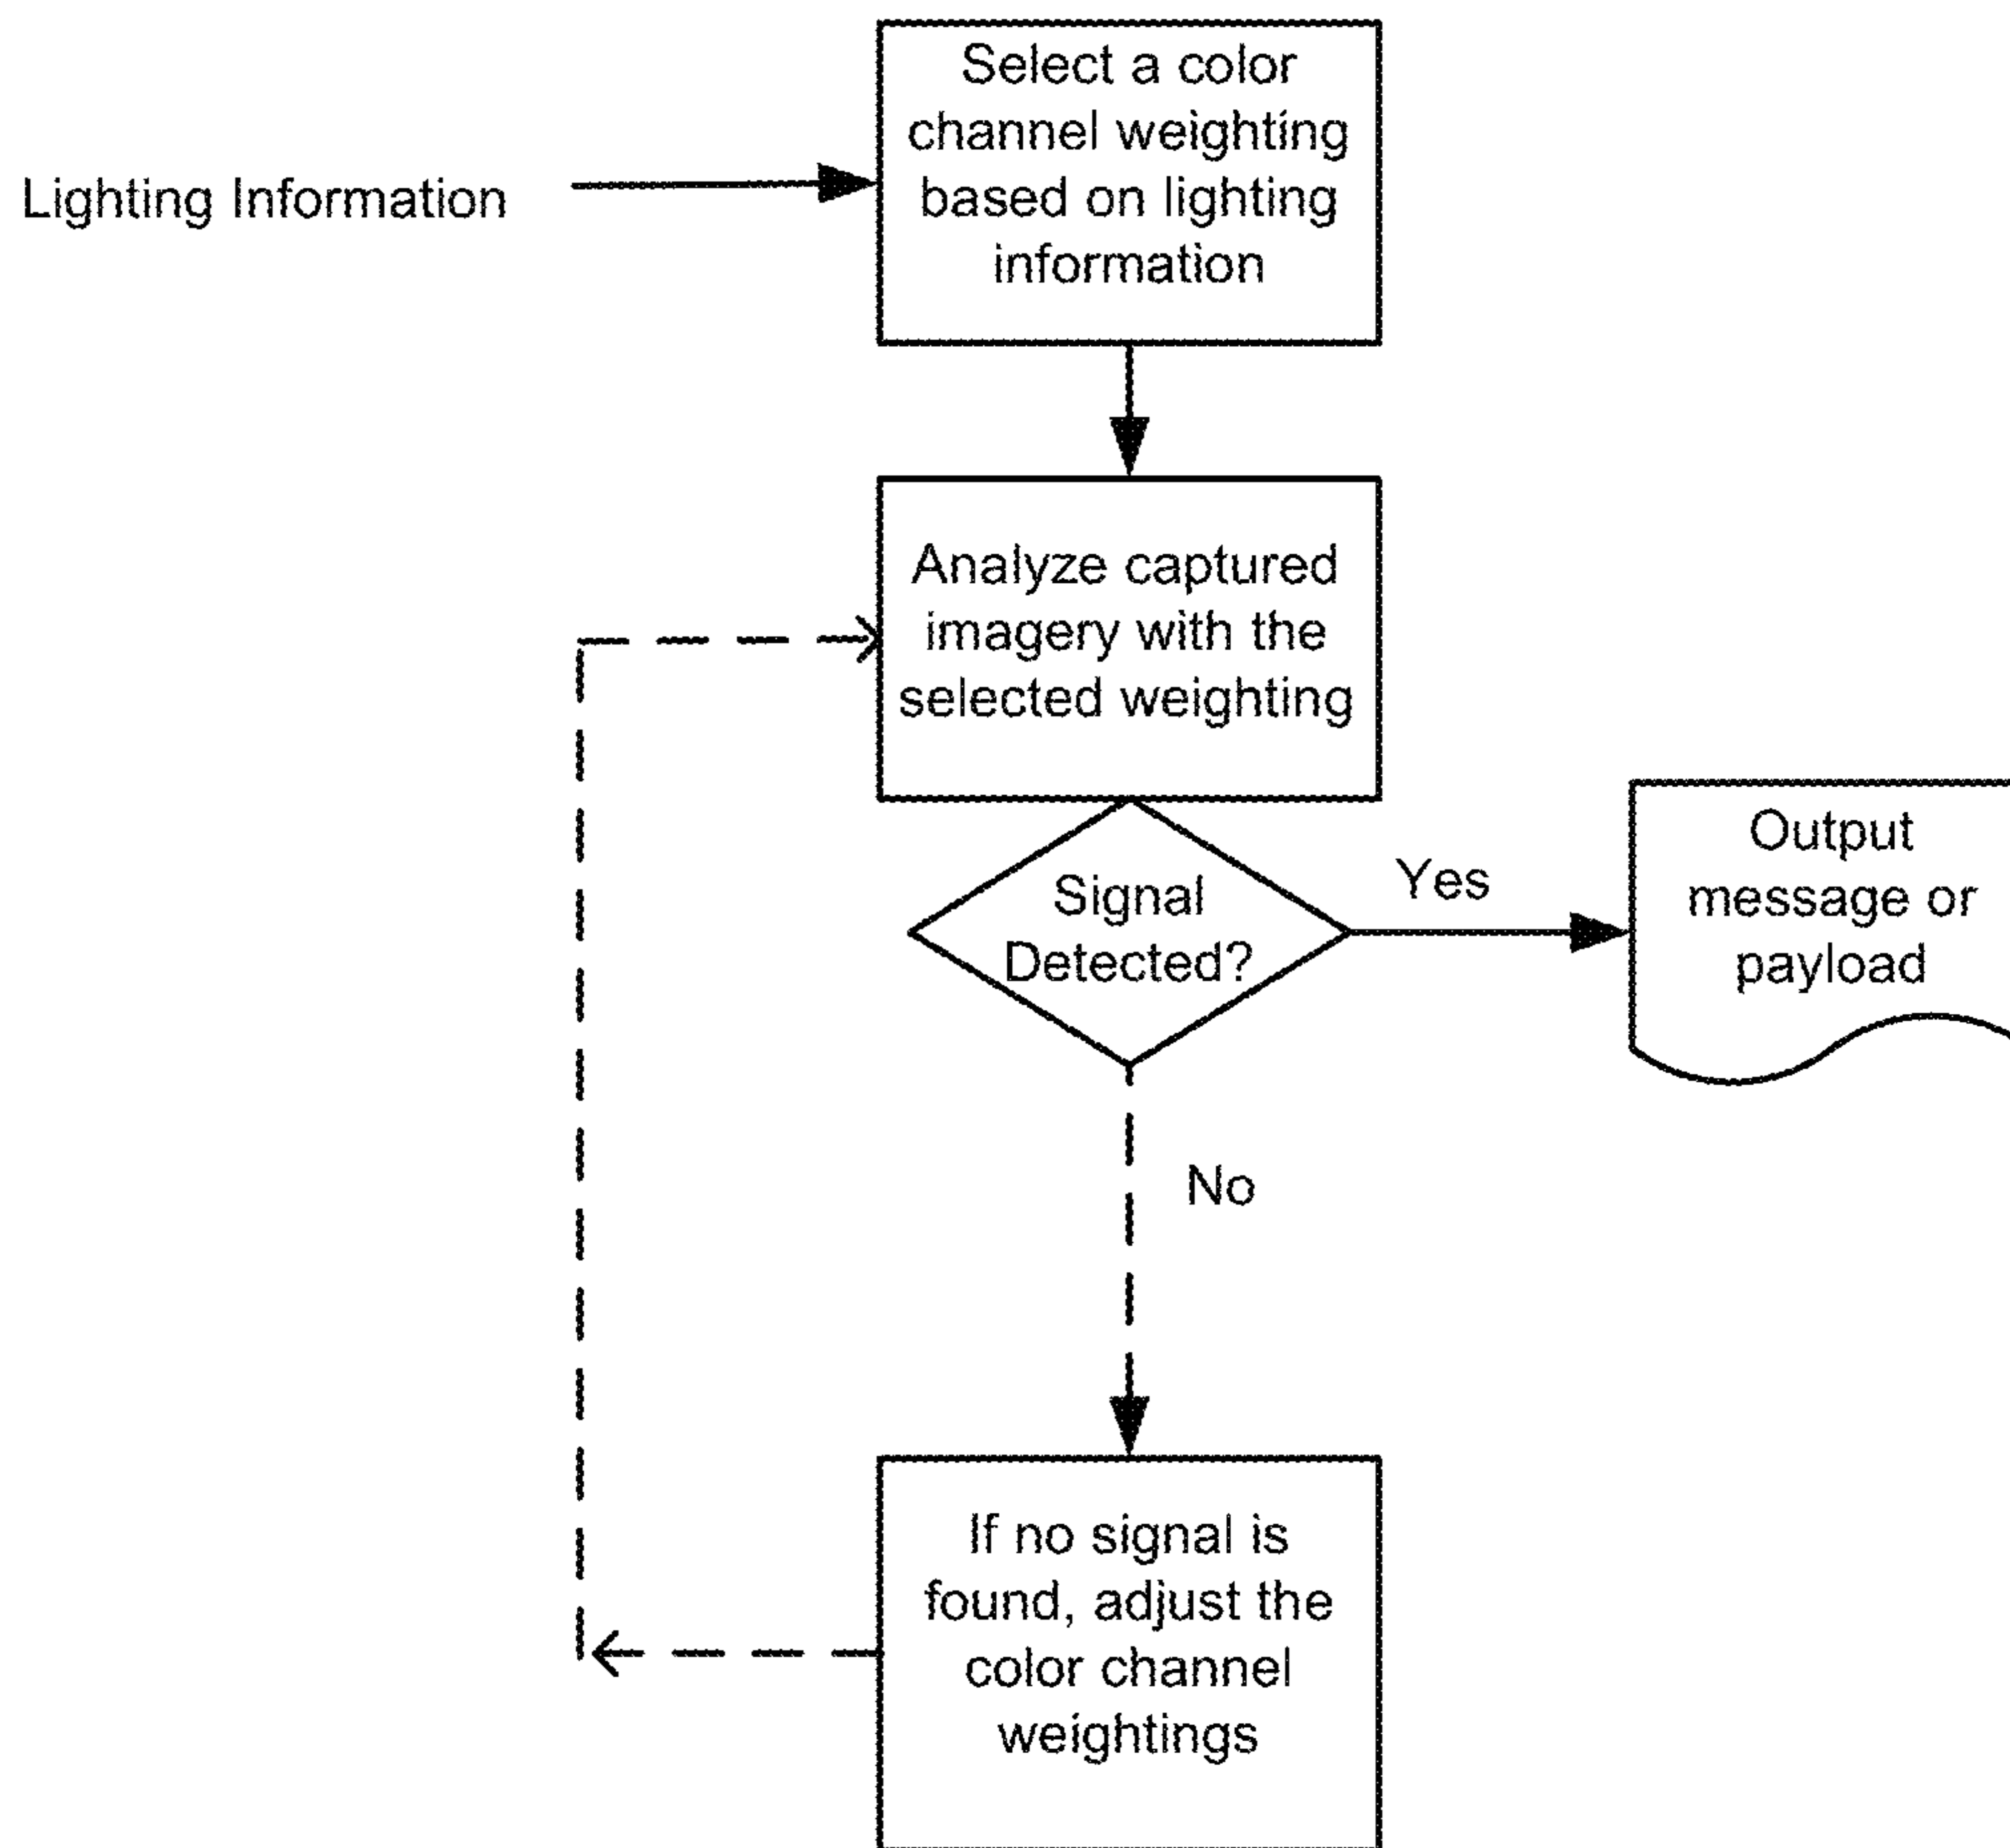 Lighting Information
Select a color
channel weighting
based on lighting
information
Analyze captured
imagery with the
selected weighting
Signal
Detected?
Yes
Output
message or
payload
No
If no signal is
found, adjust the
color channel
weightings